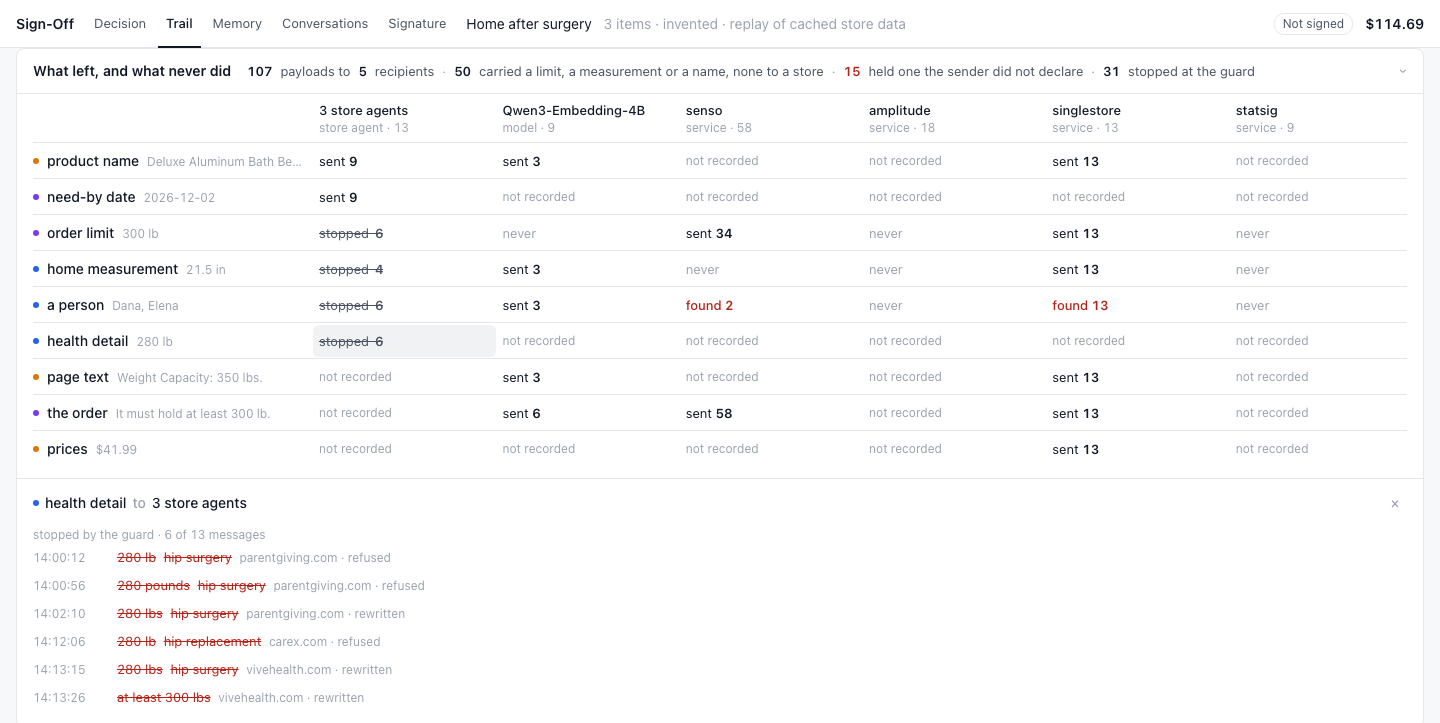 Sign-Off Decision Trail Memory Conversations Signature Home after surgery 3 items · invented · replay of cached store data Not signed $114.69
What left, and what never did 107 payloads to 5 recipients · 50 carried a limit, a measurement or a name, none to a store · 15 held one the sender did not declare · 31 stopped at the guard
3 store agents Qwen3-Embedding-4B senso amplitude singlestore statsig
store agent · 13 model · 9 service · 58 service · 18 service · 13 service · 9
product name Deluxe Aluminum Bath Be... sent 9 sent 3 not recorded not recorded sent 13 not recorded
need-by date 2026-12-02 sent 9 not recorded not recorded not recorded not recorded not recorded
order limit 300 lb stopped 6 never sent 34 never sent 13 never
home measurement 21.5 in stopped 4 sent 3 never never sent 13 never
a person Dana, Elena stopped 6 sent 3 found 2 never found 13 never
health detail 280 lb stopped 6 not recorded not recorded not recorded not recorded not recorded
page text Weight Capacity: 350 lbs. not recorded sent 3 not recorded not recorded sent 13 not recorded
the order It must hold at least 300 lb. not recorded sent 6 sent 58 not recorded sent 13 not recorded
prices $41.99 not recorded not recorded not recorded not recorded sent 13 not recorded
health detail to 3 store agents ×
stopped by the guard · 6 of 13 messages
14:00:12 280 lb hip surgery parentgiving.com · refused
14:00:56 280 pounds hip surgery parentgiving.com · refused
14:02:10 280 lbs hip surgery parentgiving.com · rewritten
14:12:06 280 lb hip replacement carex.com · refused
14:13:15 280 lbs hip surgery vivehealth.com · rewritten
14:13:26 at least 300 lbs vivehealth.com · rewritten